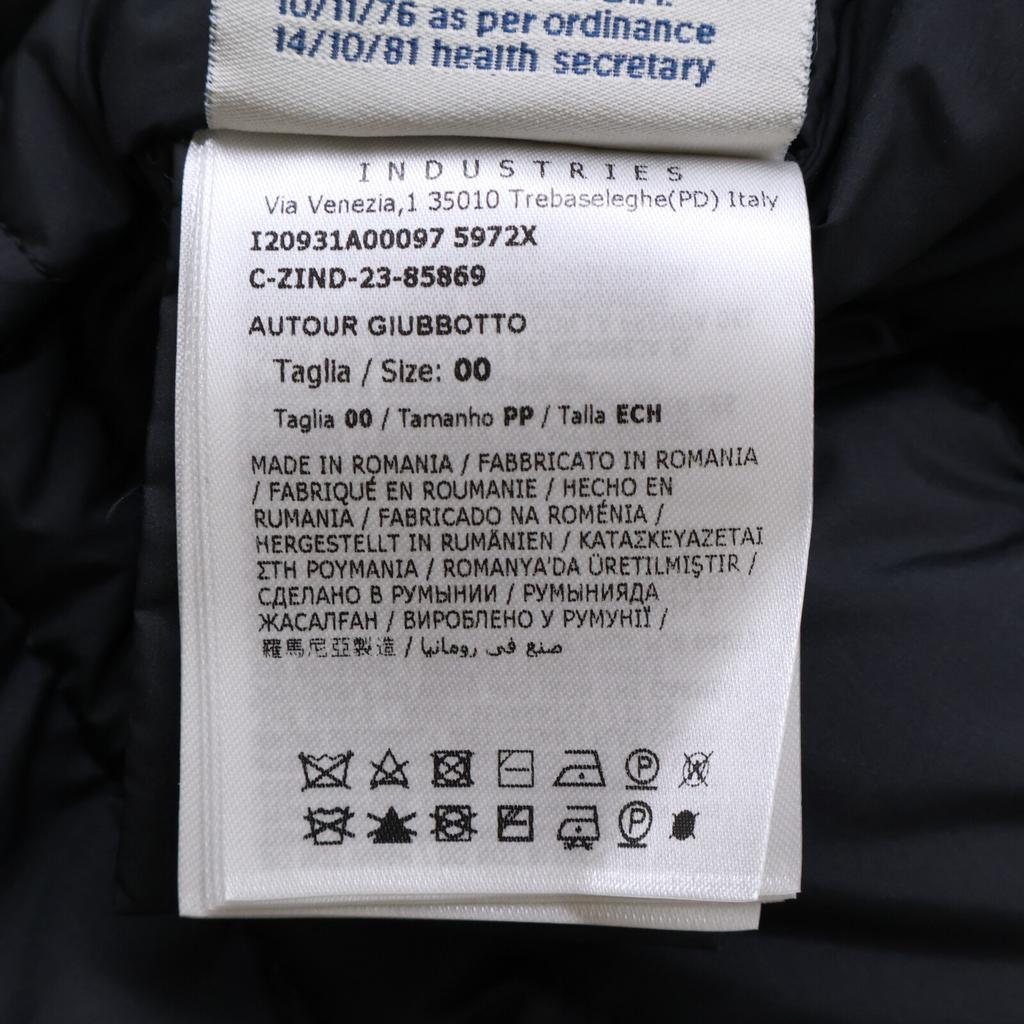 10/11/76 as per ordinance
14/10/81 health secretary
INDUSTRIES
Via Venezia,1 35010 Trebaseleghe(PD) Italy
I20931A00097 5972X
C-ZIND-23-85869
AUTOUR GIUBBOTTO
Taglia / Size: 00
Taglia 00 / Tamanho PP / Talla ECH
MADE IN ROMANIA / FABBRICATO IN ROMANIA
/ FABRIQUÉ EN ROUMANIE / HECHO EN
RUMANIA / FABRICADO NA ROMÉNIA /
HERGESTELLT IN RUMÄNIEN / ΚΑΤΑΣΚΕΥΑΖΕΤΑΙ
ΣΤΗ ΡΟΥΜΑΝΙΑ / ROMANYA'DA ÜRETILMIŞTIR /
СДЕЛАНО В РУМЫНИИ / РУМЫНИЯДА
ЖАСАЛҒАН / ВИРОБЛЕНО У РУМУНІЇ /
羅馬尼亞製造 / صنع في رومانيا